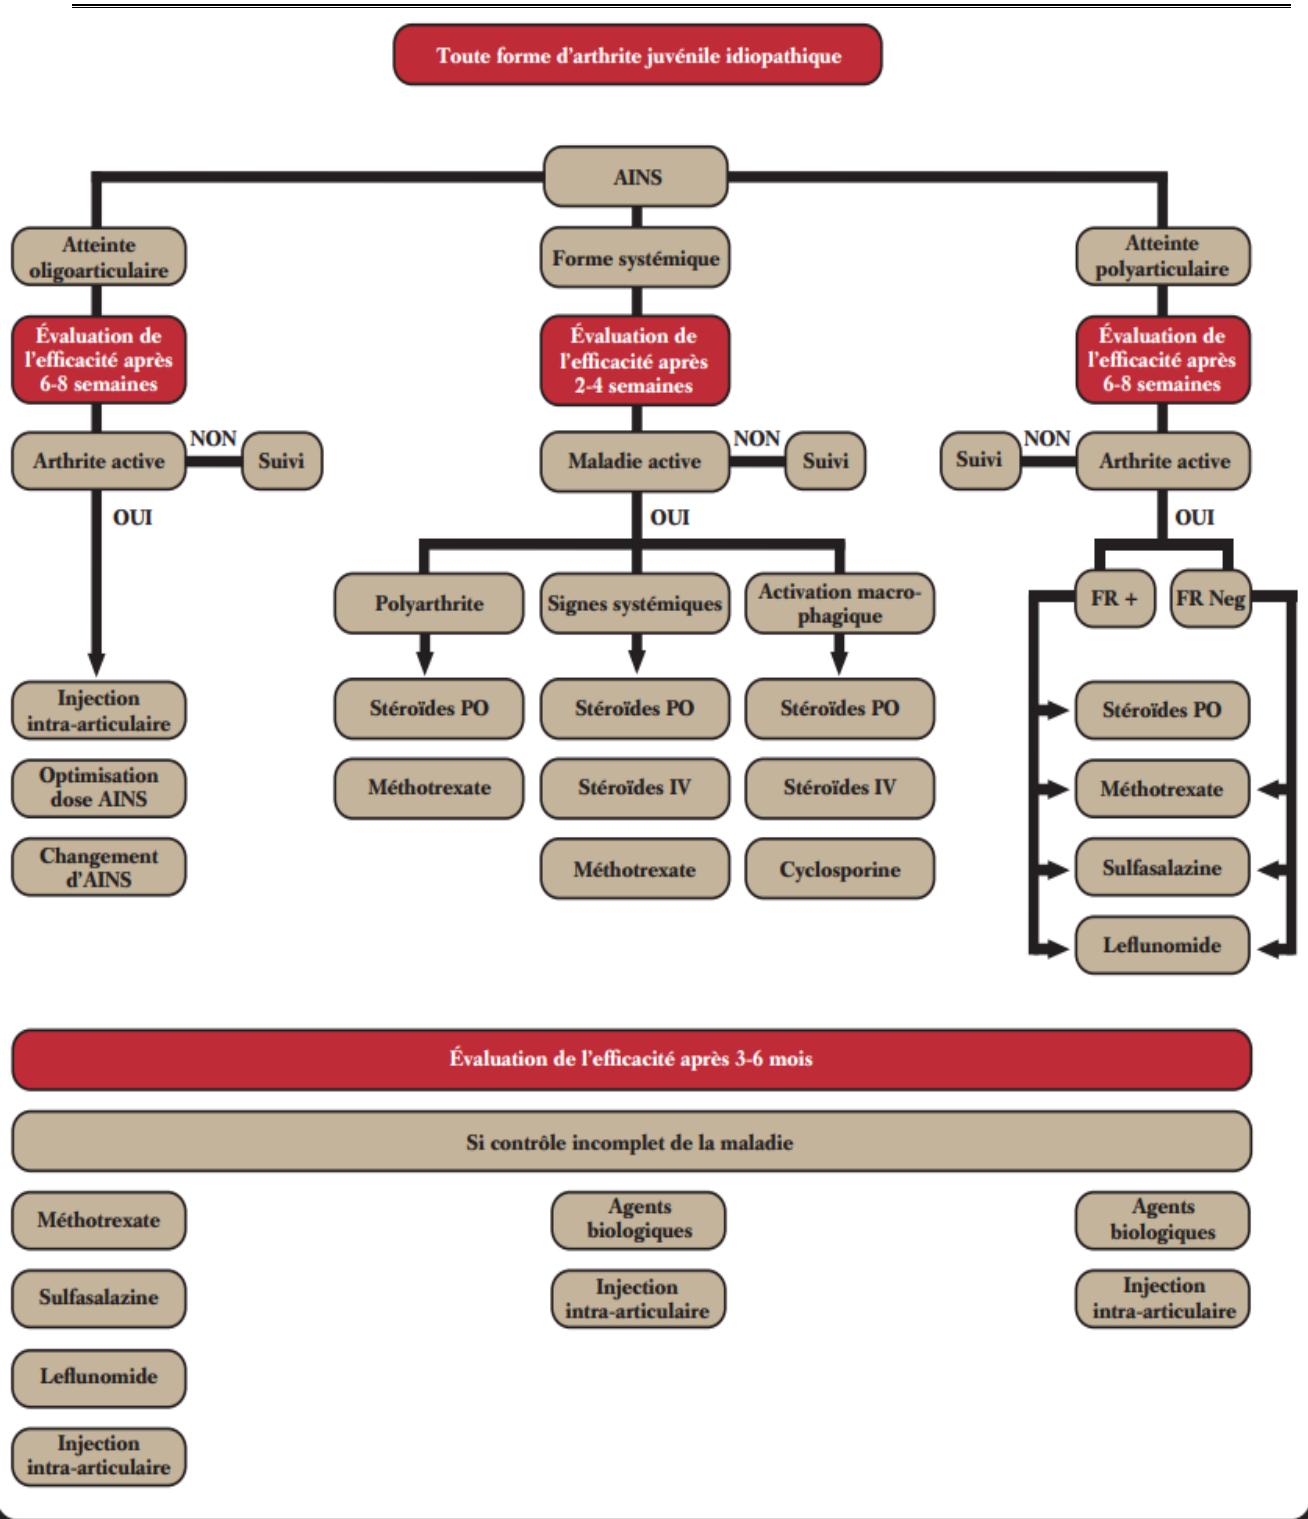 Toute forme d'arthrite juvénile idiopathique
AINS
Atteinte
oligoarticulaire
Forme systémique
Atteinte
polyarticulaire
Évaluation de
l'efficacité après
6-8 semaines
Évaluation de
l'efficacité après
2-4 semaines
Évaluation de
l'efficacité après
6-8 semaines
Arthrite active
NON
Suivi
Maladie active
NON
Suivi
Suivi
NON
Arthrite active
OUI
OUI
OUI
Polyarthrite
Signes systémiques
Activation macro-
phagique
FR +
FR Neg
Injection
intra-articulaire
Stéroïdes PO
Stéroïdes PO
Stéroïdes PO
Stéroïdes PO
Optimisation
dose AINS
Méthotrexate
Stéroïdes IV
Stéroïdes IV
Méthotrexate
Changement
d'AINS
Méthotrexate
Cyclosporine
Sulfasalazine
Leflunomide
Évaluation de l'efficacité après 3-6 mois
Si contrôle incomplet de la maladie
Méthotrexate
Agents
biologiques
Agents
biologiques
Sulfasalazine
Injection
intra-articulaire
Injection
intra-articulaire
Leflunomide
Injection
intra-articulaire